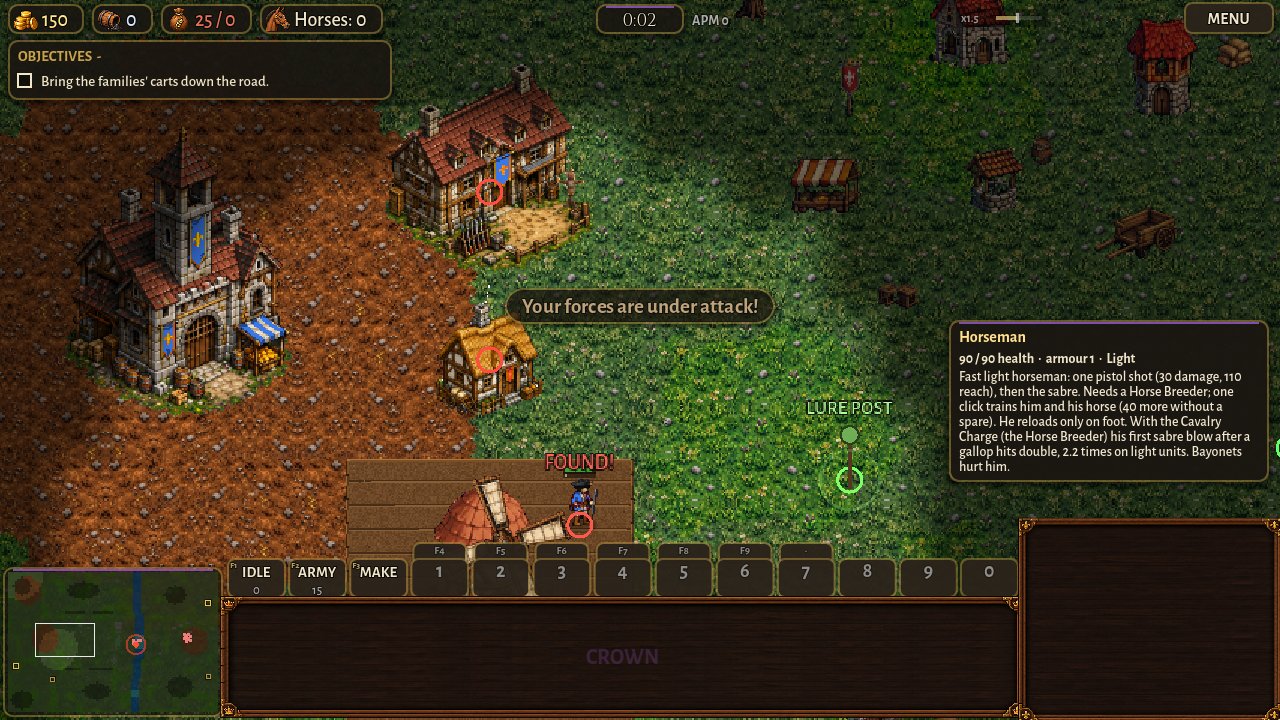 150
0
25 / 0
Horses: 0
0:02
APM 0
x1.5
MENU
OBJECTIVES -
Bring the families' carts down the road.
Your forces are under attack!
Horseman
90 / 90 health · armour 1 · Light
Fast light horseman: one pistol shot (30 damage, 110
reach), then the sabre. Needs a Horse Breeder; one
click trains him and his horse (40 more without a
spare). He reloads only on foot. With the Cavalry
Charge (the Horse Breeder) his first sabre blow after a
gallop hits double, 2.2 times on light units. Bayonets
hurt him.
LURE POST
FOUND!
F4 F5 F6 F7 F8 F9
F1 IDLE F2 ARMY F3 MAKE 1 2 3 4 5 6 7 8 9 0
0 15
CROWN